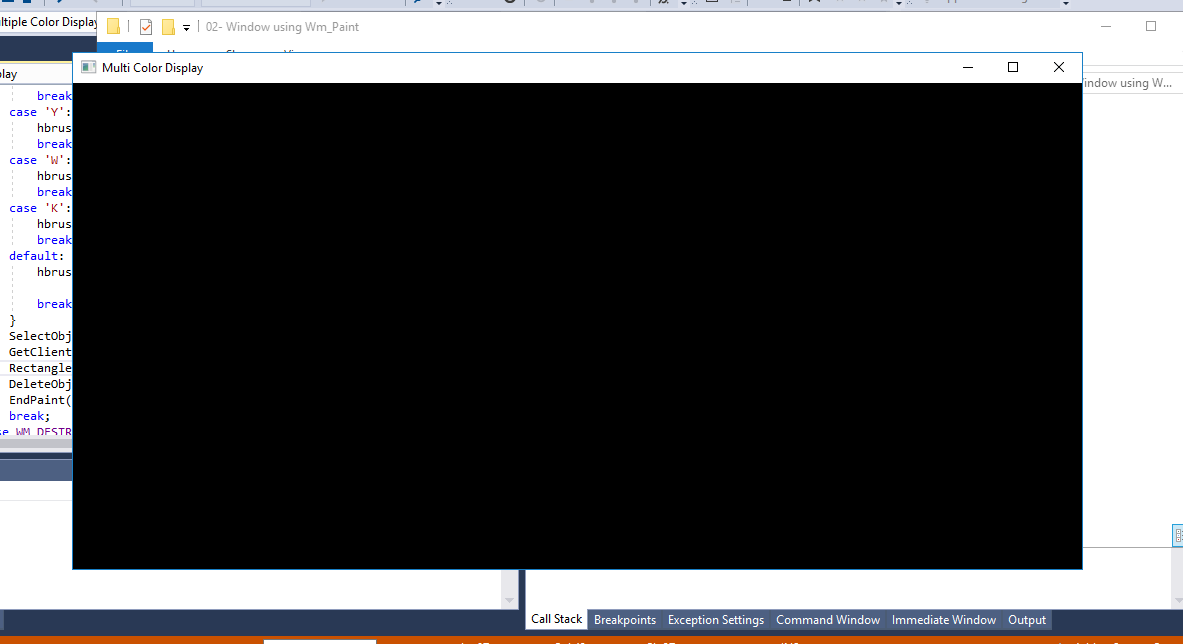 ltiple Color Display
02- Window using Wm_Paint
Multi Color Display
indow using W...
lay
break
case 'Y':
hbrus
break
case 'W':
hbrus
break
case 'K':
hbrus
break
default:
hbrus
break
}
SelectObj
GetClient
Rectangle
DeleteObj
EndPaint(
break;
se WM_DESTR
Call Stack Breakpoints Exception Settings Command Window Immediate Window Output